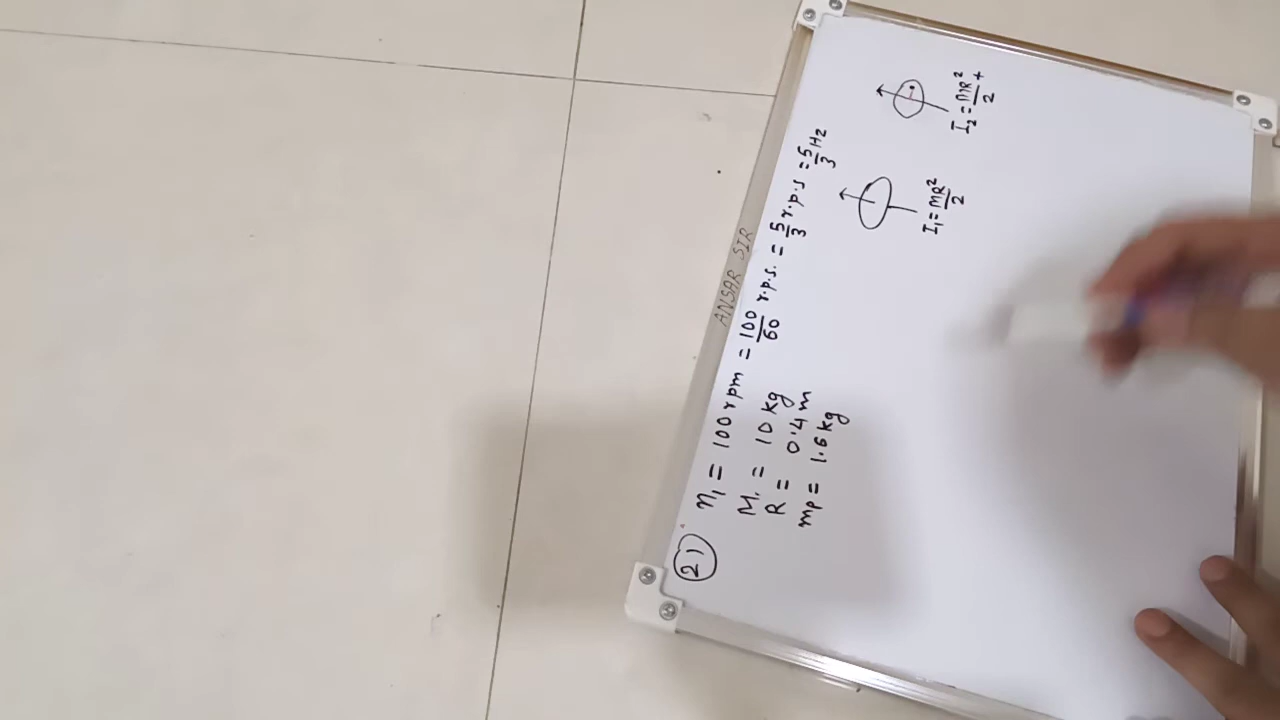 ANSAR SIR
21
n₁ = 100 rpm = 100/60 r.p.s. = 5/3 r.p.s = 5/3 Hz
M₁ = 10 kg
R = 0.4 m
mp = 1.6 kg
I₁ = MR²/2
I₂ = MR²/2 +